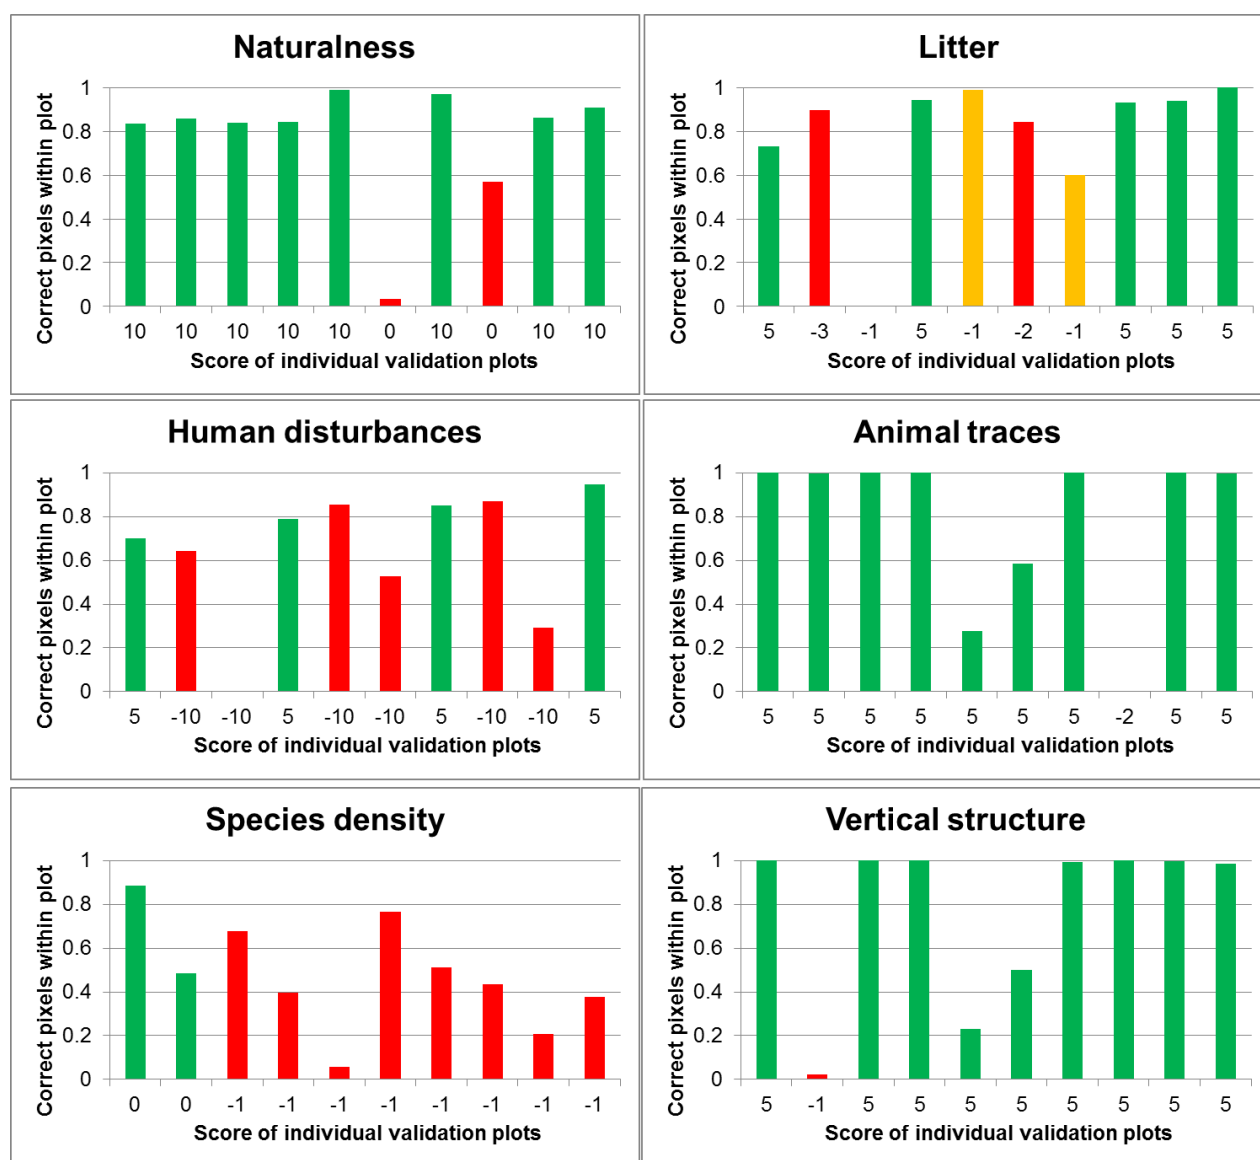 Naturalness
Correct pixels within plot
1
0.8
0.6
0.4
0.2
0
10 10 10 10 10 0 10 0 10 10
Score of individual validation plots
Litter
Correct pixels within plot
1
0.8
0.6
0.4
0.2
0
5 -3 -1 5 -1 -2 -1 5 5 5
Score of individual validation plots
Human disturbances
Correct pixels within plot
1
0.8
0.6
0.4
0.2
0
5 -10 -10 5 -10 -10 5 -10 -10 5
Score of individual validation plots
Animal traces
Correct pixels within plot
1
0.8
0.6
0.4
0.2
0
5 5 5 5 5 5 5 -2 5 5
Score of individual validation plots
Species density
Correct pixels within plot
1
0.8
0.6
0.4
0.2
0
0 0 -1 -1 -1 -1 -1 -1 -1 -1
Score of individual validation plots
Vertical structure
Correct pixels within plot
1
0.8
0.6
0.4
0.2
0
5 -1 5 5 5 5 5 5 5 5
Score of individual validation plots